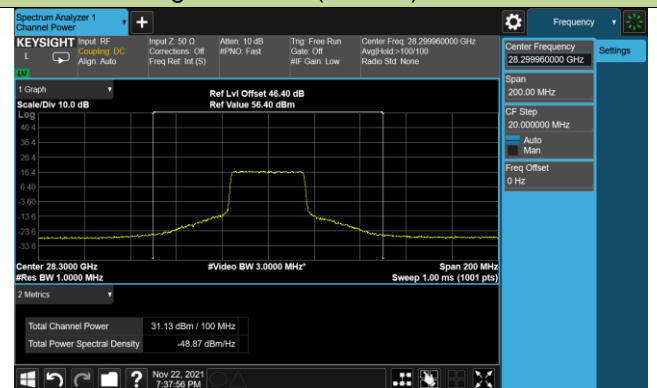 Spectrum Analyzer 1
Channel Power
Frequency
KEYSIGHT
L
Input: RF
Coupling: DC
Align: Auto
Input Z: 50 Ω
Corrections: Off
Freq Ref: Int (S)
Atten: 10 dB
#PNO: Fast
Trig: Free Run
Gate: Off
#IF Gain: Low
Center Freq: 28.299960000 GHz
Avg|Hold:>100/100
Radio Std: None
Center Frequency
28.299960000 GHz
Settings
Span
200.00 MHz
CF Step
20.000000 MHz
Auto
Man
Freq Offset
0 Hz
1 Graph
Scale/Div 10.0 dB
Ref Lvl Offset 46.40 dB
Ref Value 56.40 dBm
Log
46.4
36.4
26.4
16.4
6.40
-3.60
-13.6
-23.6
-33.6
Center 28.3000 GHz
#Video BW 3.0000 MHz*
Span 200 MHz
#Res BW 1.0000 MHz
Sweep 1.00 ms (1001 pts)
2 Metrics
Total Channel Power
31.13 dBm / 100 MHz
Total Power Spectral Density
-48.87 dBm/Hz
?
Nov 22, 2021
7:37:56 PM